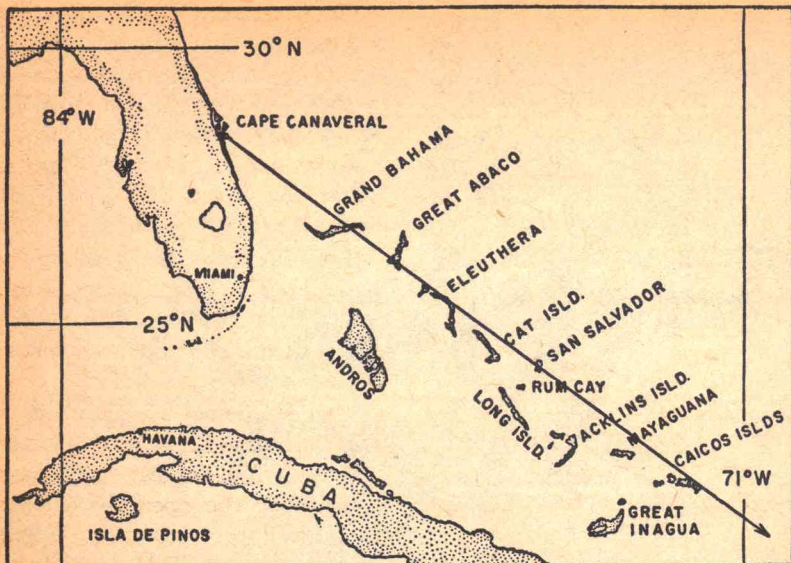 30°N
84°W
CAPE CANAVERAL
GRAND BAHAMA
GREAT ABACO
ELEUTHERA
MIAMI
CAT ISLD.
SAN SALVADOR
25°N
ANDROS
RUM CAY
LONG ISLD.
ACKLINS ISLD.
MAYAGUANA
CAICOS ISLDS
HAVANA
CUBA
71°W
GREAT
INAGUA
ISLA DE PINOS